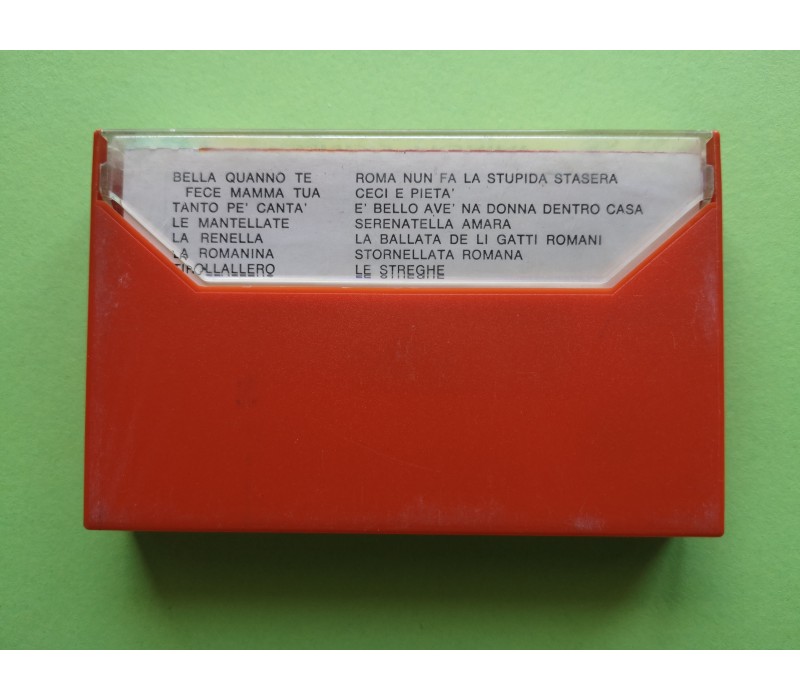 BELLA QUANNO TE
FECE MAMMA TUA
TANTO PE' CANTA'
LE MANTELLATE
LA RENELLA
LA ROMANINA
TIROLLALLERO
ROMA NUN FA LA STUPIDA STASERA
CECI E PIETA'
E' BELLO AVE' NA DONNA DENTRO CASA
SERENATELLA AMARA
LA BALLATA DE LI GATTI ROMANI
STORNELLATA ROMANA
LE STREGHE